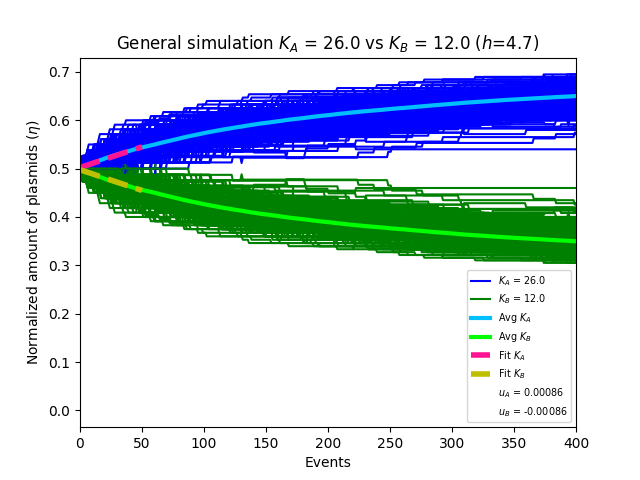 General simulation K_A = 26.0 vs K_B = 12.0 (h=4.7)
Normalized amount of plasmids (η)
0.7
0.6
0.5
0.4
0.3
0.2
0.1
0.0
K_A = 26.0
K_B = 12.0
Avg K_A
Avg K_B
Fit K_A
Fit K_B
u_A = 0.00086
u_B = -0.00086
0 50 100 150 200 250 300 350 400
Events